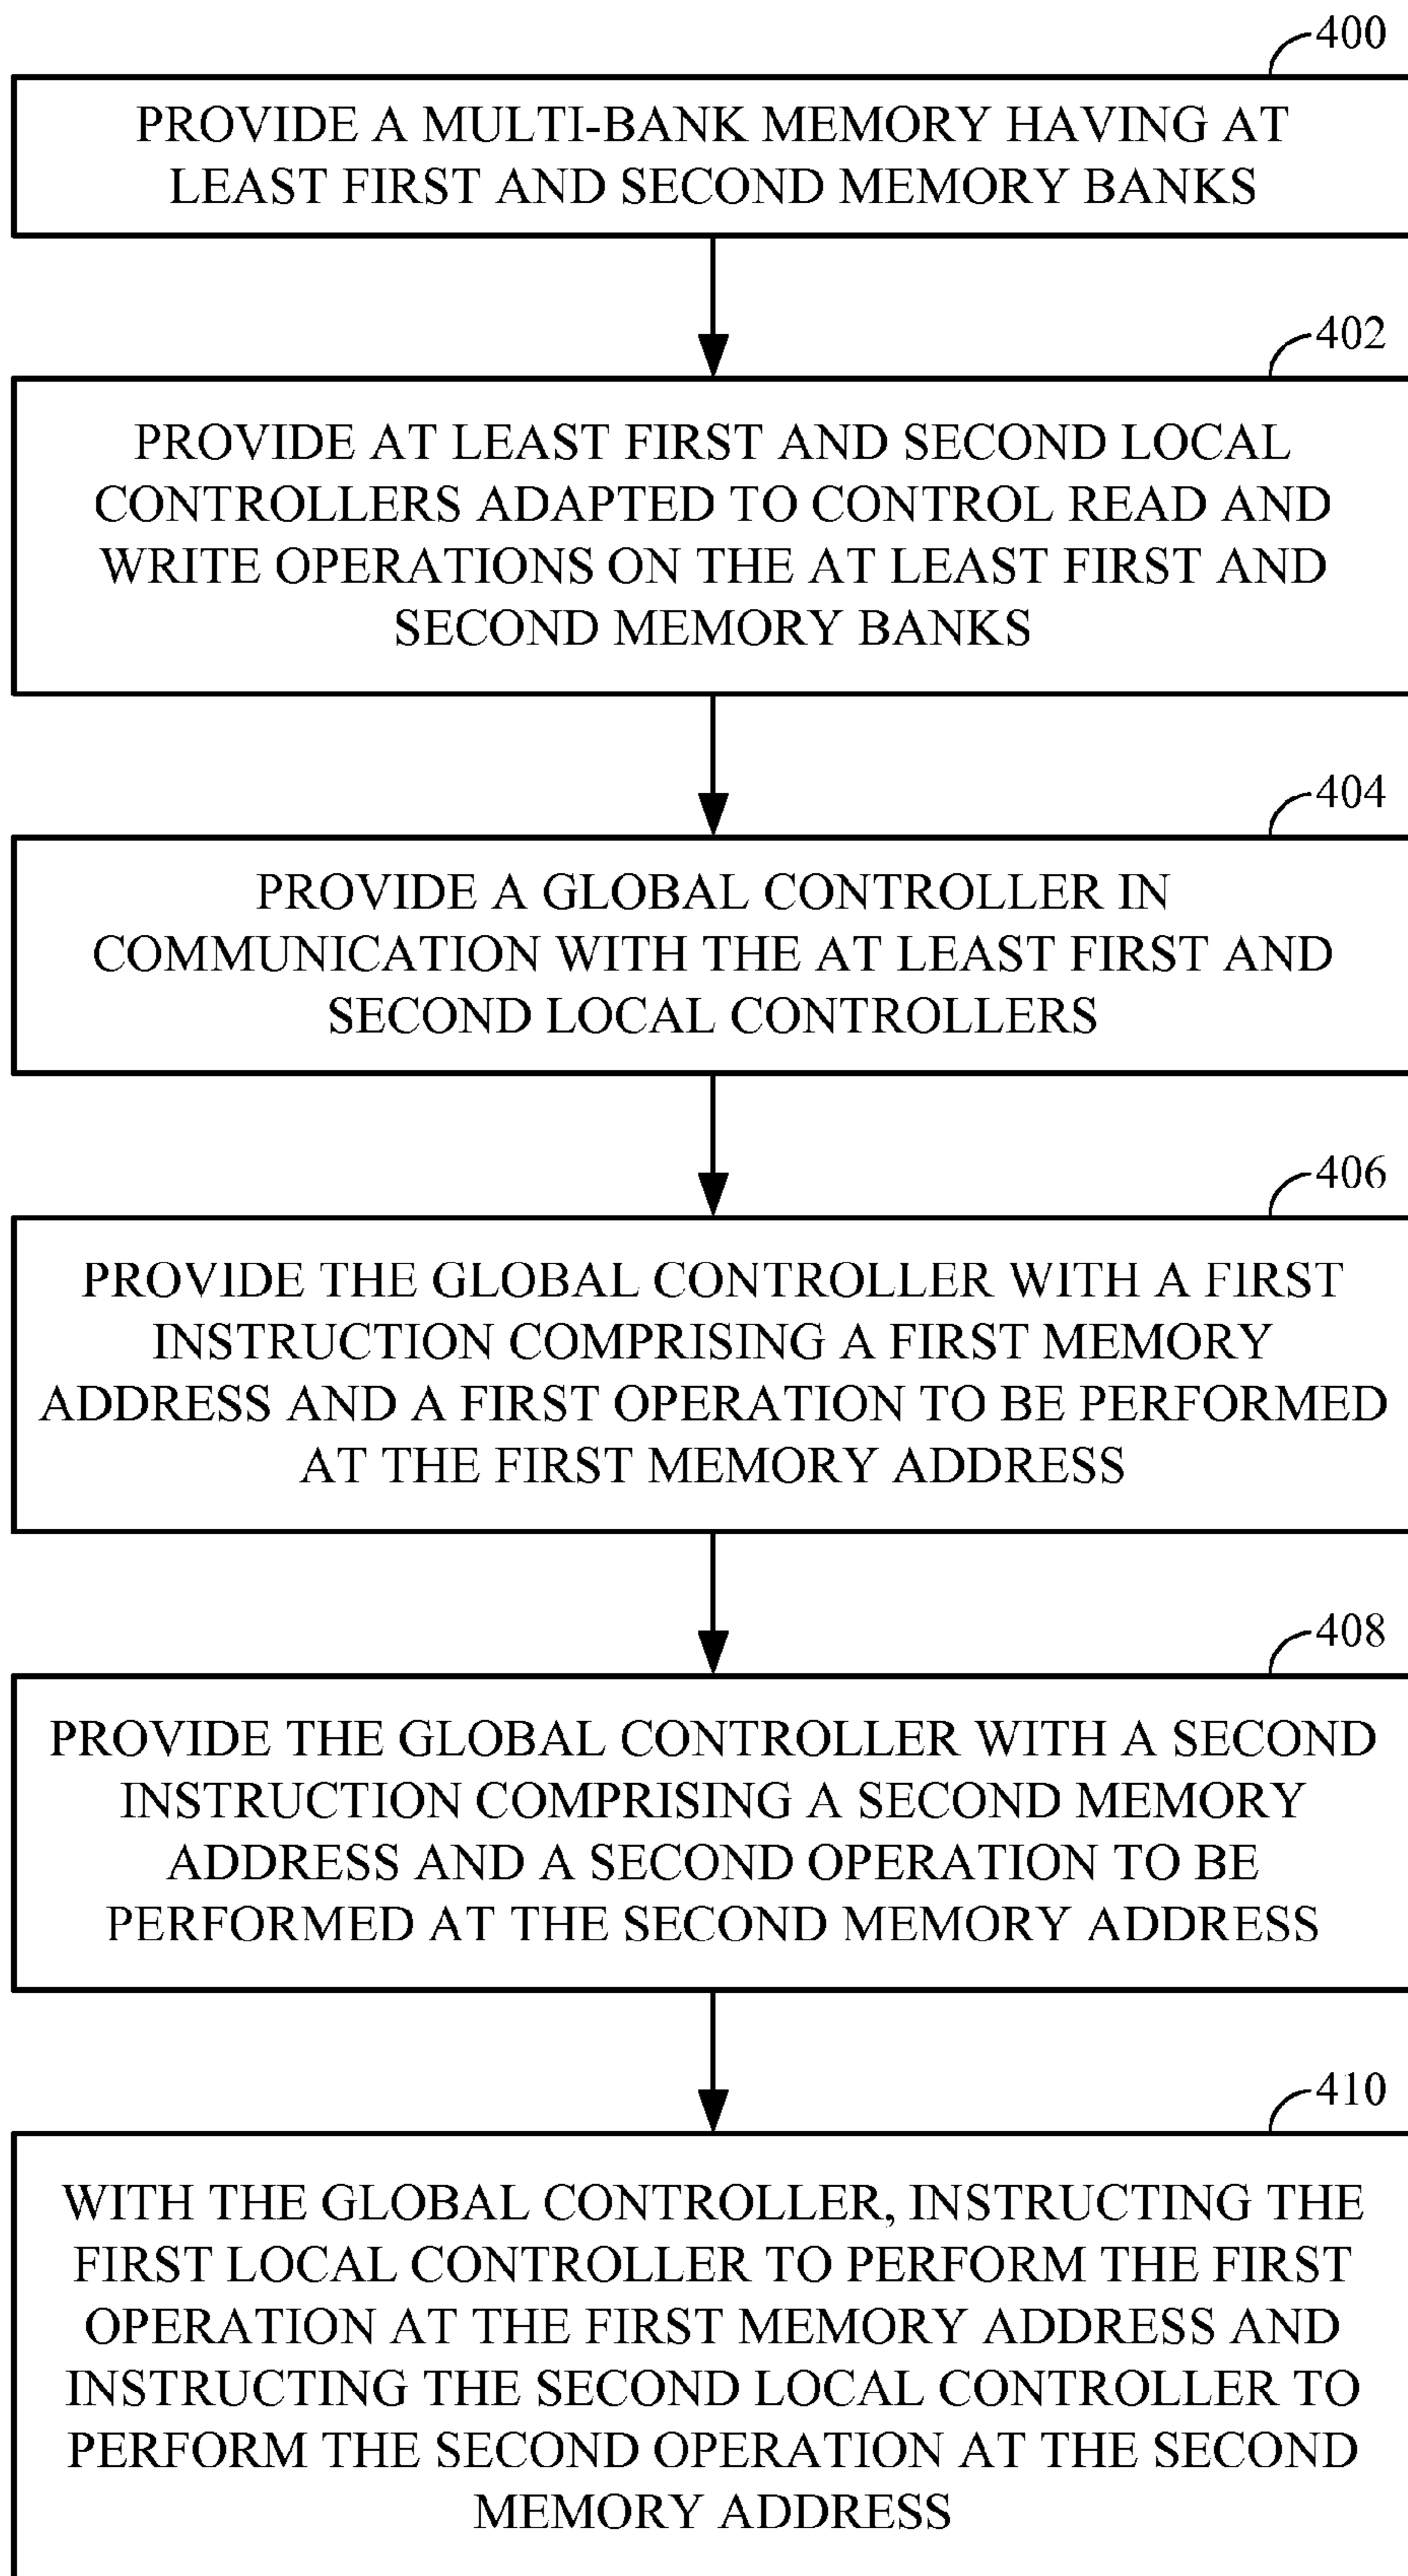 400
PROVIDE A MULTI-BANK MEMORY HAVING AT
LEAST FIRST AND SECOND MEMORY BANKS
402
PROVIDE AT LEAST FIRST AND SECOND LOCAL
CONTROLLERS ADAPTED TO CONTROL READ AND
WRITE OPERATIONS ON THE AT LEAST FIRST AND
SECOND MEMORY BANKS
404
PROVIDE A GLOBAL CONTROLLER IN
COMMUNICATION WITH THE AT LEAST FIRST AND
SECOND LOCAL CONTROLLERS
406
PROVIDE THE GLOBAL CONTROLLER WITH A FIRST
INSTRUCTION COMPRISING A FIRST MEMORY
ADDRESS AND A FIRST OPERATION TO BE PERFORMED
AT THE FIRST MEMORY ADDRESS
408
PROVIDE THE GLOBAL CONTROLLER WITH A SECOND
INSTRUCTION COMPRISING A SECOND MEMORY
ADDRESS AND A SECOND OPERATION TO BE
PERFORMED AT THE SECOND MEMORY ADDRESS
410
WITH THE GLOBAL CONTROLLER, INSTRUCTING THE
FIRST LOCAL CONTROLLER TO PERFORM THE FIRST
OPERATION AT THE FIRST MEMORY ADDRESS AND
INSTRUCTING THE SECOND LOCAL CONTROLLER TO
PERFORM THE SECOND OPERATION AT THE SECOND
MEMORY ADDRESS